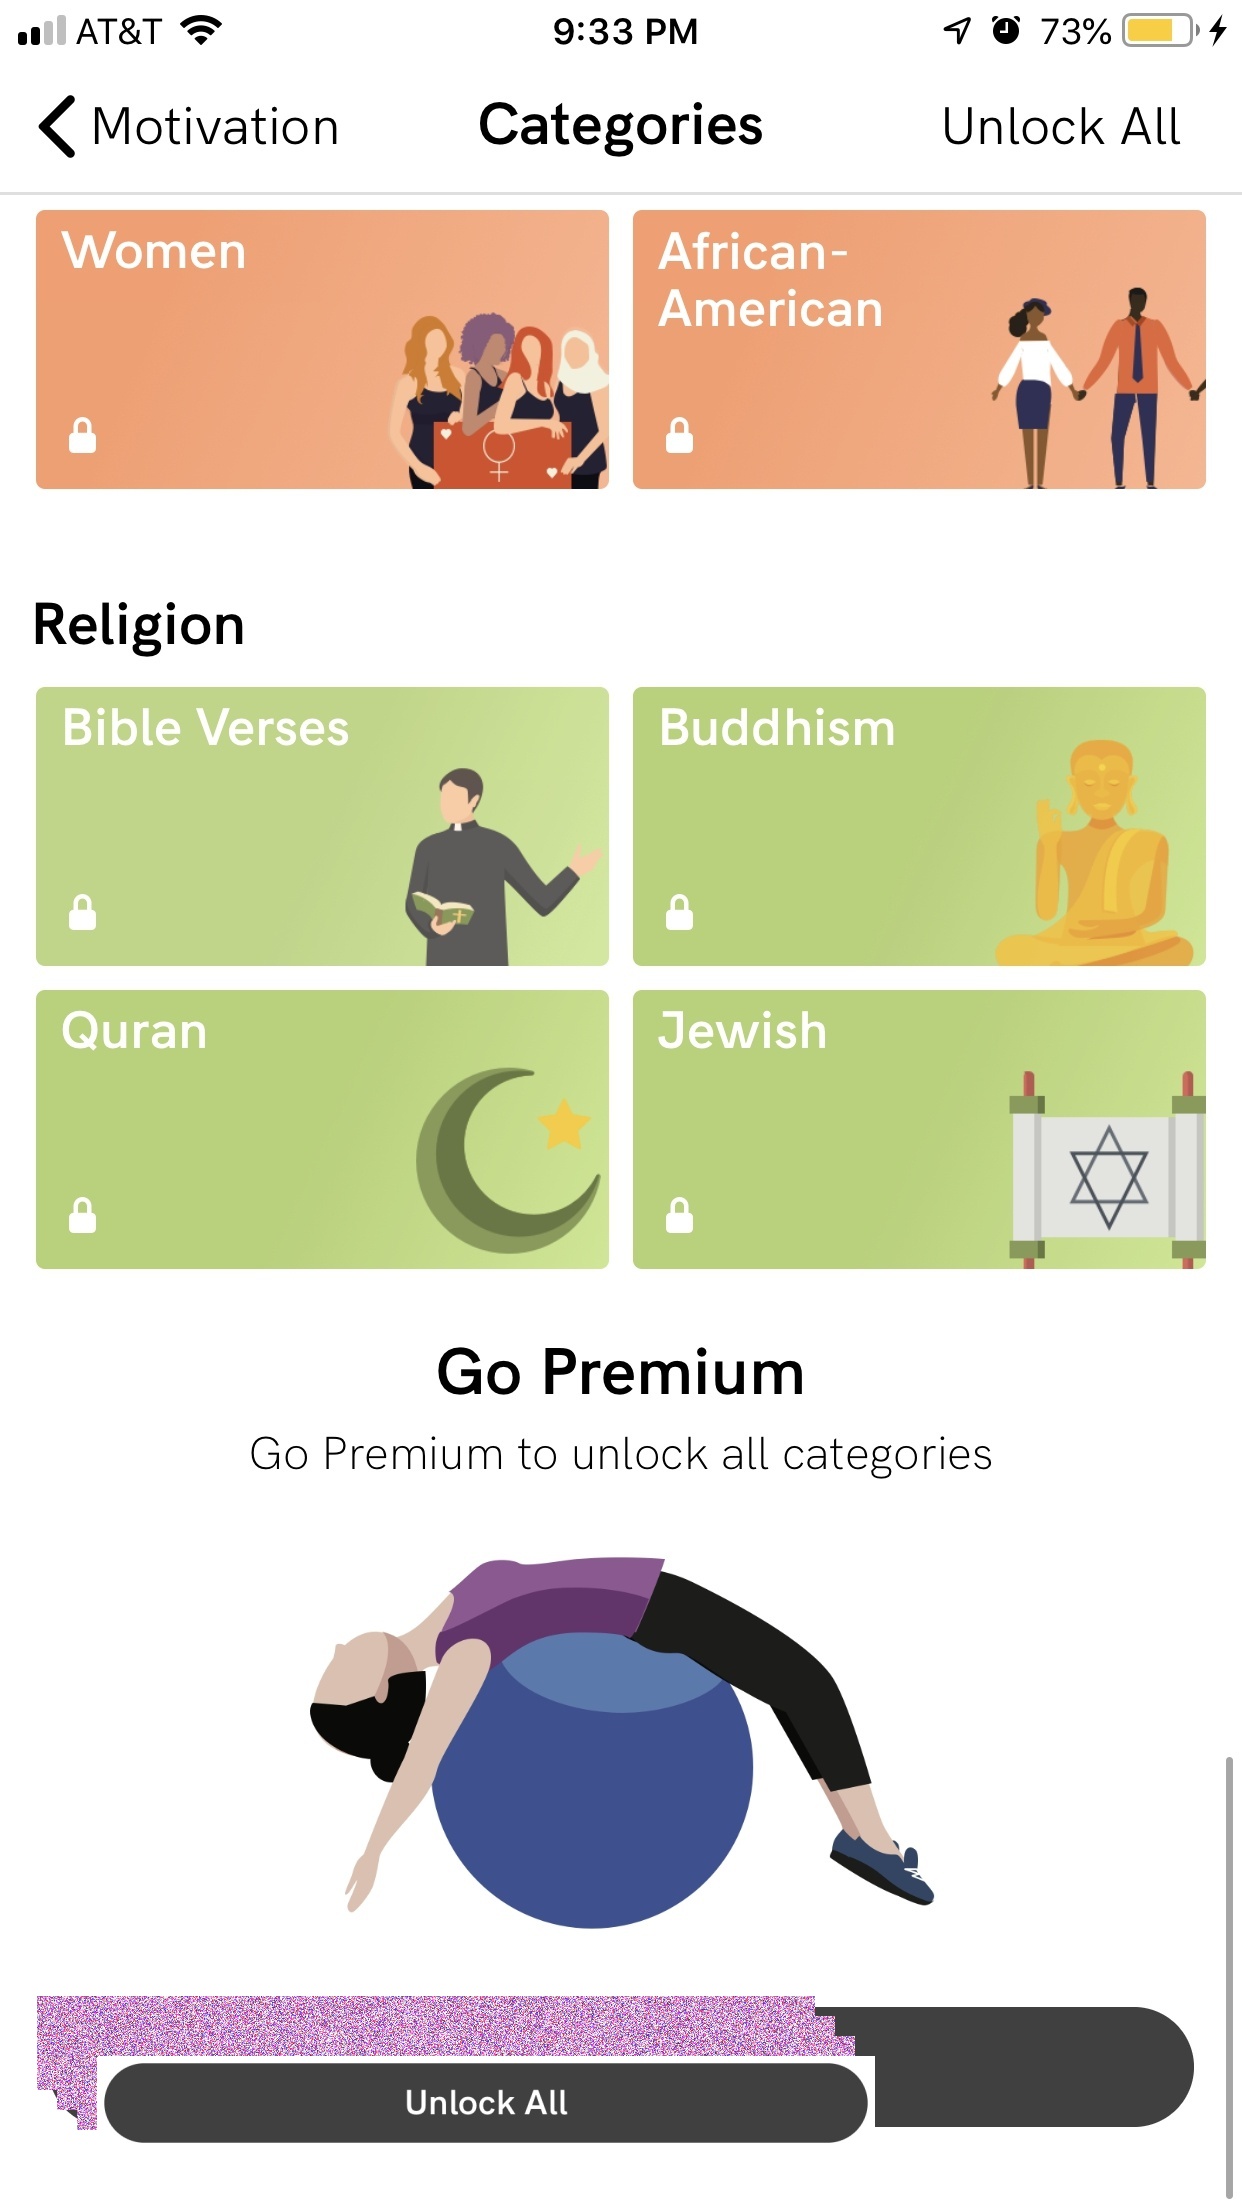 AT&T 9:33 PM 73%
Motivation Categories Unlock All
Women
African-
American
Religion
Bible Verses
Buddhism
Quran
Jewish
Go Premium
Go Premium to unlock all categories
Unlock All